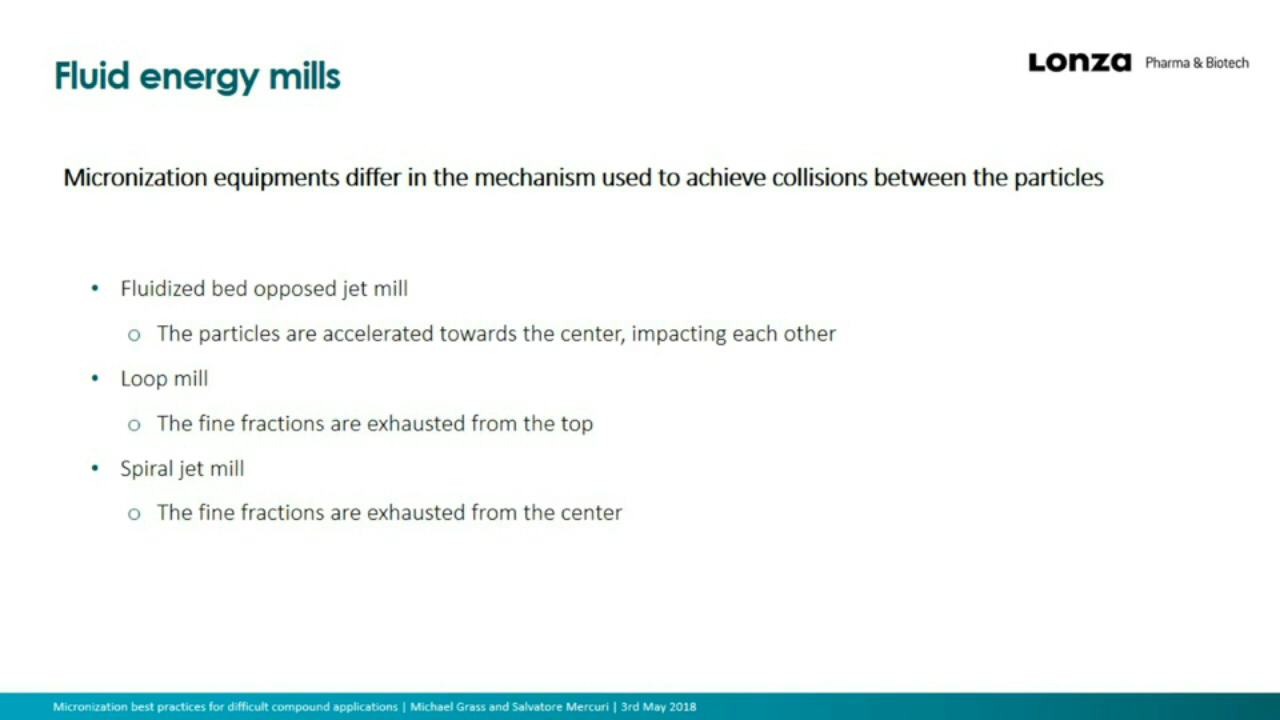 Fluid energy mills
Lonza Pharma & Biotech
Micronization equipments differ in the mechanism used to achieve collisions between the particles
• Fluidized bed opposed jet mill
o The particles are accelerated towards the center, impacting each other
• Loop mill
o The fine fractions are exhausted from the top
• Spiral jet mill
o The fine fractions are exhausted from the center
Micronization best practices for difficult compound applications | Michael Grass and Salvatore Mercuri | 3rd May 2018